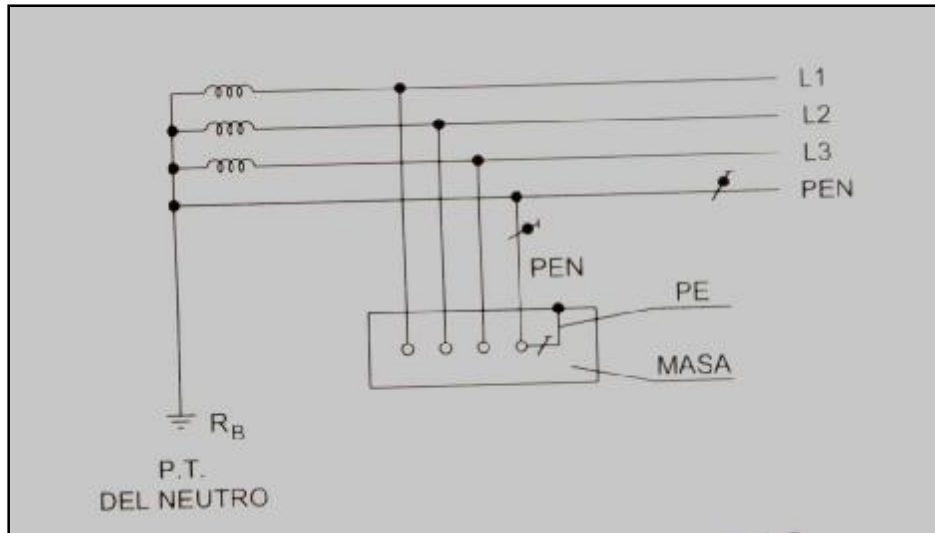 L1
L2
L3
PEN
PEN
PE
MASA
R_B
P.T.
DEL NEUTRO